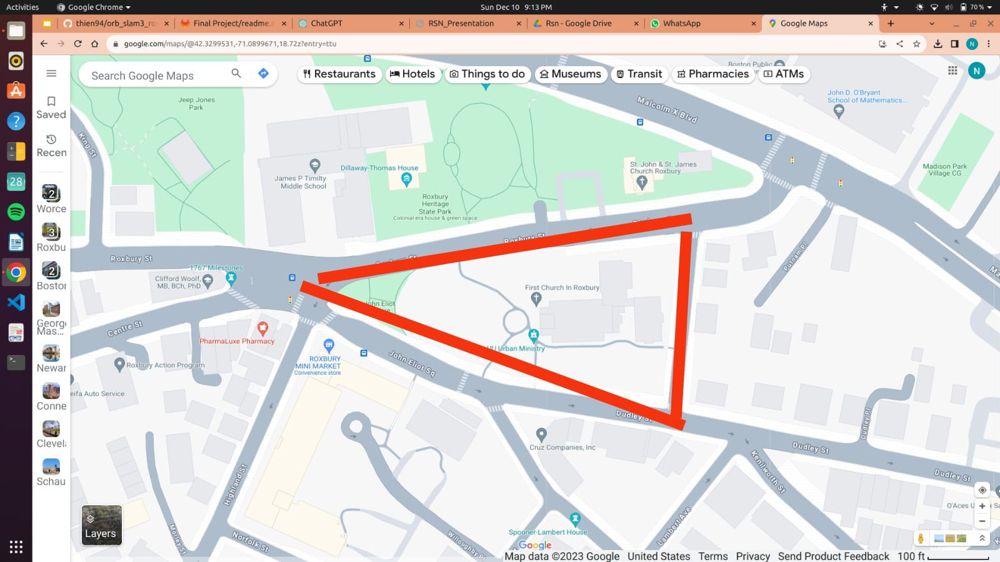 Activities
Google Chrome
Sun Dec 10 9:13 PM
70 %
thien94/orb_slam3_ro
Final Project/readme.m
ChatGPT
RSN_Presentation
Rsn - Google Drive
WhatsApp
Google Maps
google.com/maps/@42.3299531,-71.0899671,18.72z?entry=ttu
N
Search Google Maps
Restaurants
Hotels
Things to do
Museums
Transit
Pharmacies
ATMs
N
Saved
Recen
2
Worce
3
Roxbu
2
Boston
George
Mas...
Newar
Conne
Clevela
Schau
28
Boston Public
John D. O'Bryant
School of Mathematics...
Jeep Jones
Park
Malcolm X Blvd
King St
Dillaway-Thomas House
James P Timilty
Middle School
St. John & St. James
Church Roxbury
Madison Park
Village CG
Roxbury
Heritage
State Park
Colonial-era house & green space
Roxbury St
Roxbury St
Putnam Pl
1767 Milestones
Clifford Woolf,
MB, BCh, PhD
First Church In Roxbury
John Eliot
Centre St
PharmaLuxe Pharmacy
UU Urban Ministry
ROXBURY
MINI MARKET
Convenience store
John Eliot Sq
Roxbury Action Program
eifa Auto Service
Dudley St
Dudley Pl
Cruz Companies, Inc
Dudley St
Kenilworth St
Dudley St
Highland St
Lambert Ave
O'Aces U
Layers
Morley St
Norfolk St
Willoughby Pl
Spooner-Lambert House
Google
Map data ©2023 Google United States Terms Privacy Send Product Feedback 100 ft